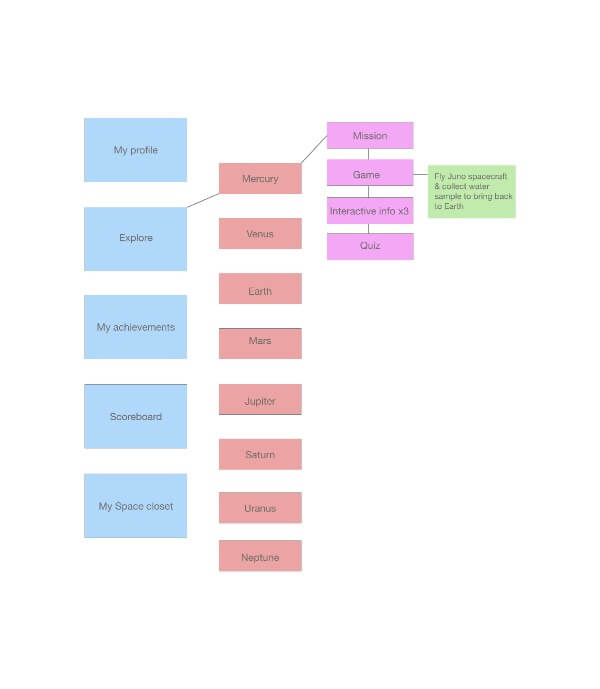 My profile
Explore
My achievements
Scoreboard
My Space closet
Mercury
Venus
Earth
Mars
Jupiter
Saturn
Uranus
Neptune
Mission
Game
Interactive info x3
Quiz
Fly Juno spacecraft
& collect water
sample to bring back
to Earth